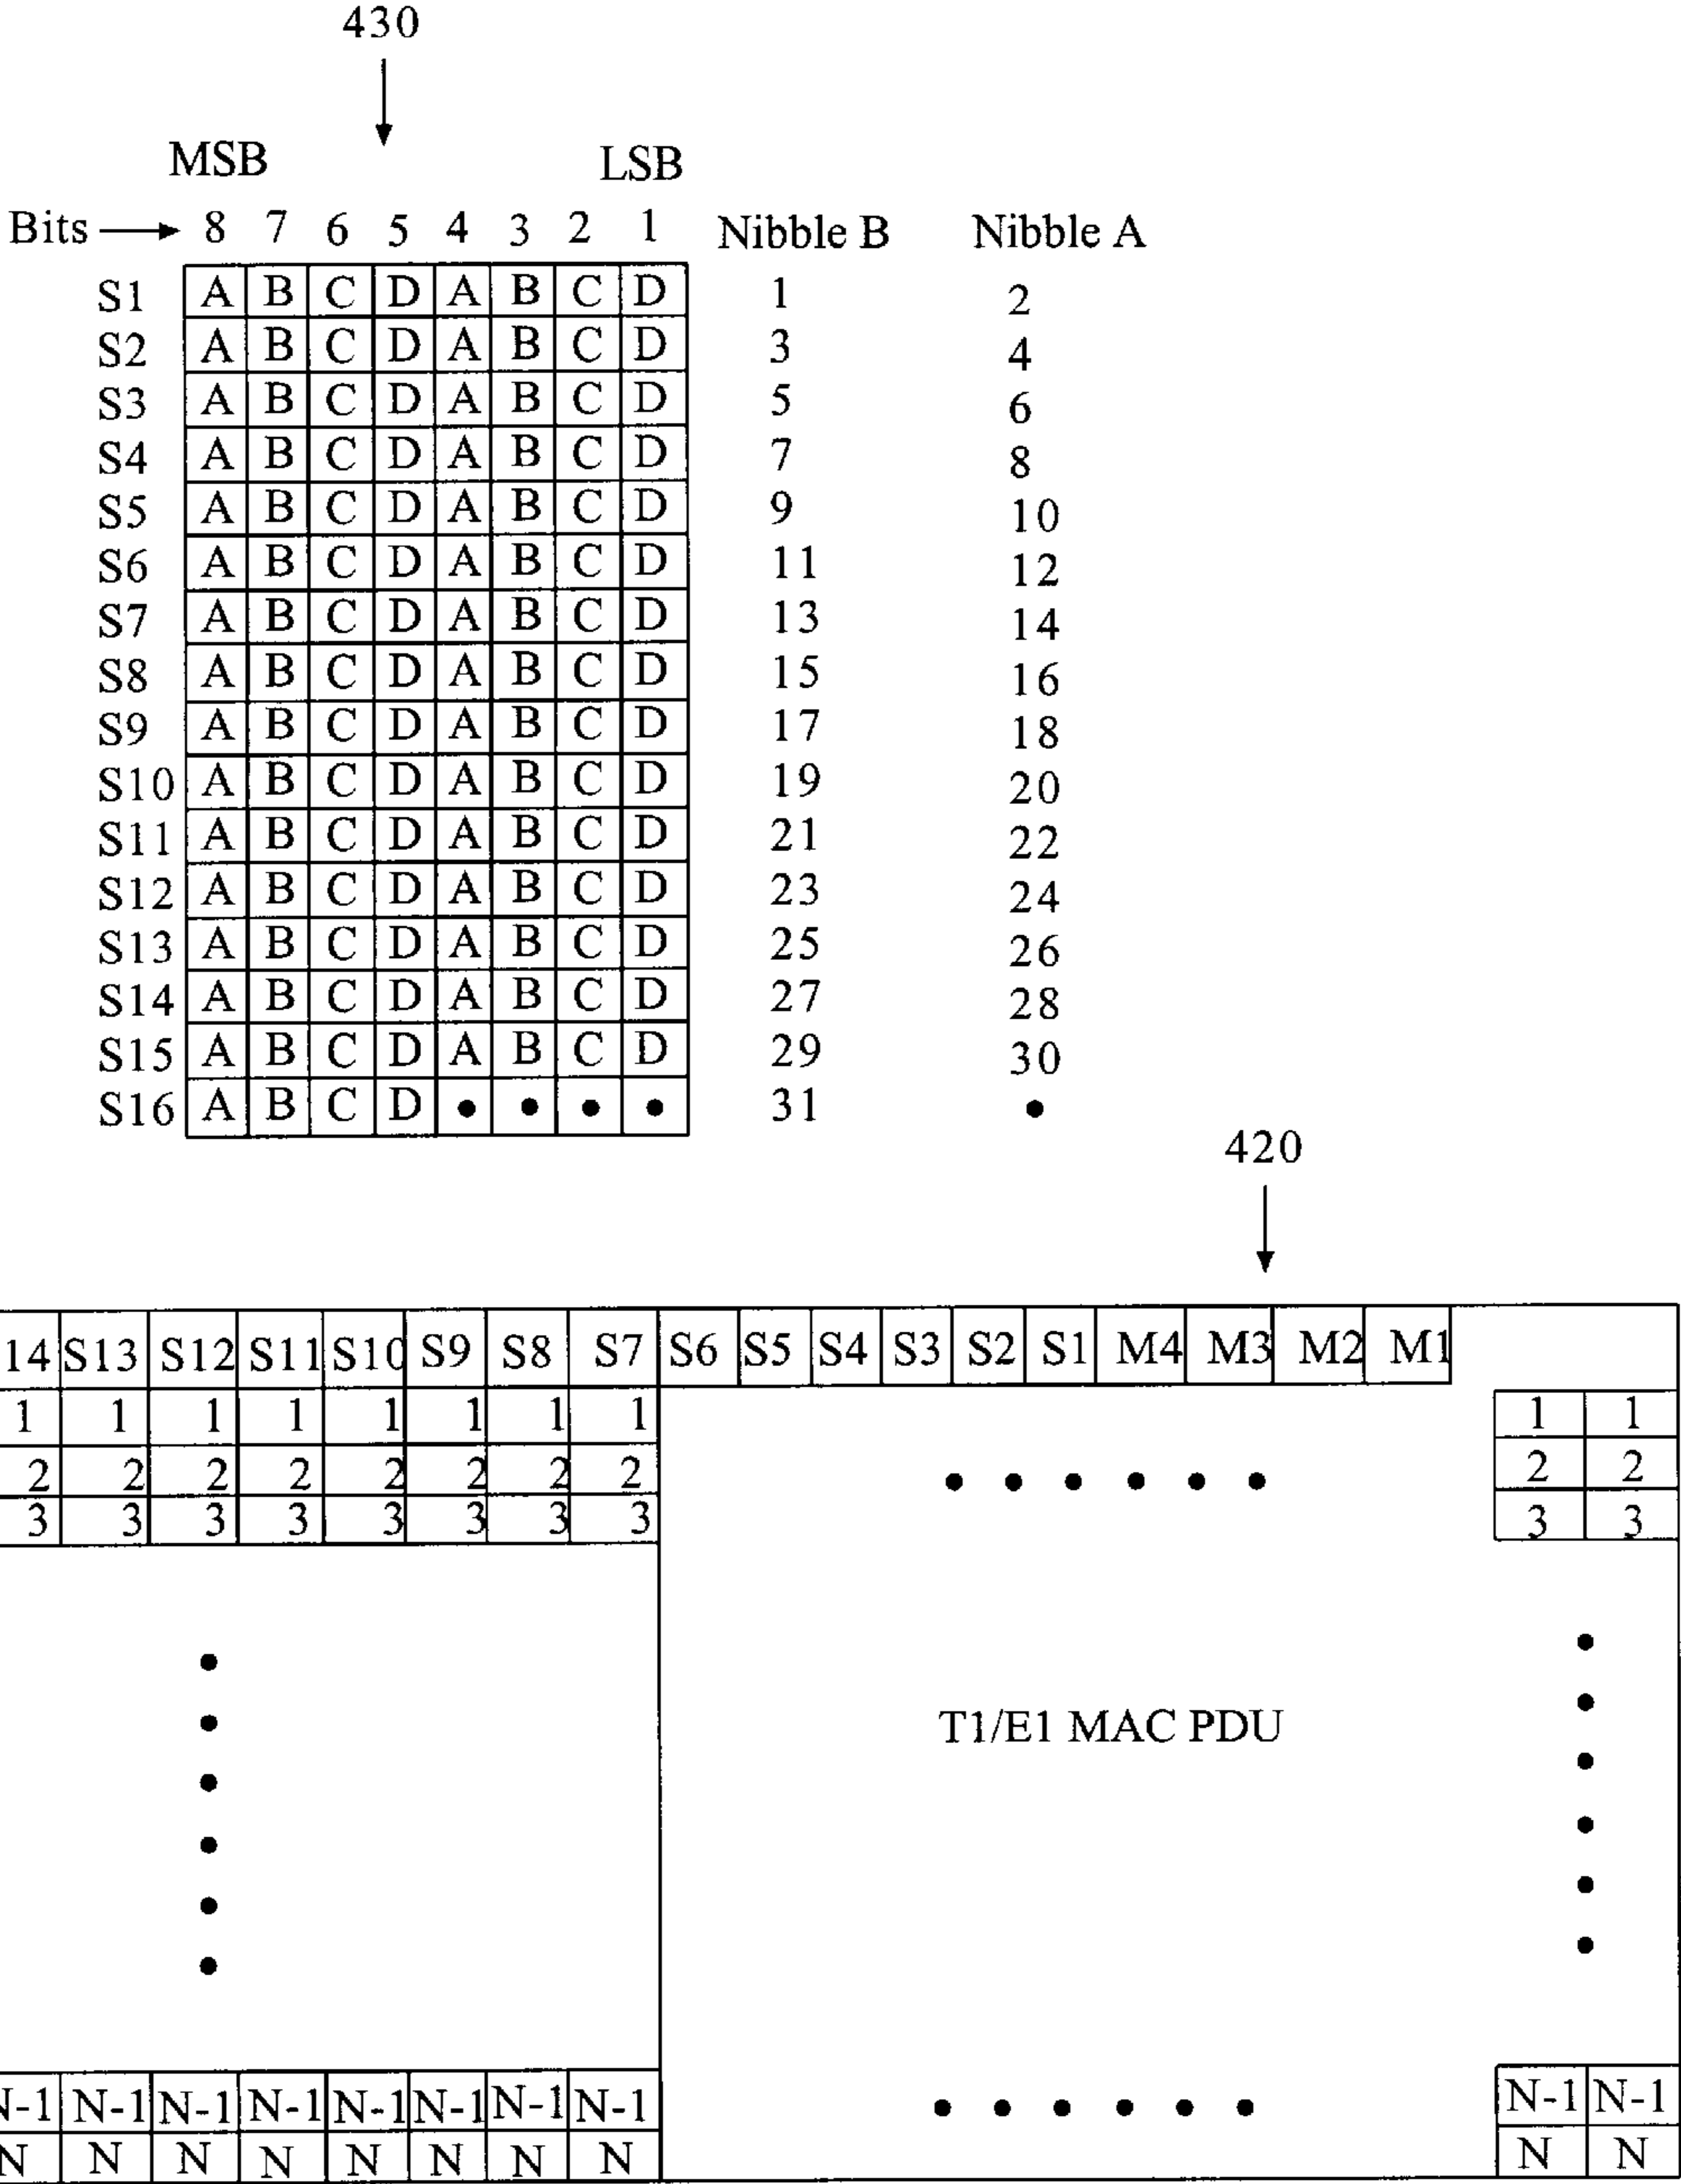 430
MSB LSB
Bits 8 7 6 5 4 3 2 1 Nibble B Nibble A
S1 A B C D A B C D 1 2
S2 A B C D A B C D 3 4
S3 A B C D A B C D 5 6
S4 A B C D A B C D 7 8
S5 A B C D A B C D 9 10
S6 A B C D A B C D 11 12
S7 A B C D A B C D 13 14
S8 A B C D A B C D 15 16
S9 A B C D A B C D 17 18
S10 A B C D A B C D 19 20
S11 A B C D A B C D 21 22
S12 A B C D A B C D 23 24
S13 A B C D A B C D 25 26
S14 A B C D A B C D 27 28
S15 A B C D A B C D 29 30
S16 A B C D • • • • 31 •
420
14 S13 S12 S11 S10 S9 S8 S7 S6 S5 S4 S3 S2 S1 M4 M3 M2 M1
1 1 1 1 1 1 1 1 1 1
2 2 2 2 2 2 2 2 2 2
3 3 3 3 3 3 3 3 3 3
T1/E1 MAC PDU
N-1 N-1 N-1 N-1 N-1 N-1 N-1 N-1 N-1 N-1
N N N N N N N N N N